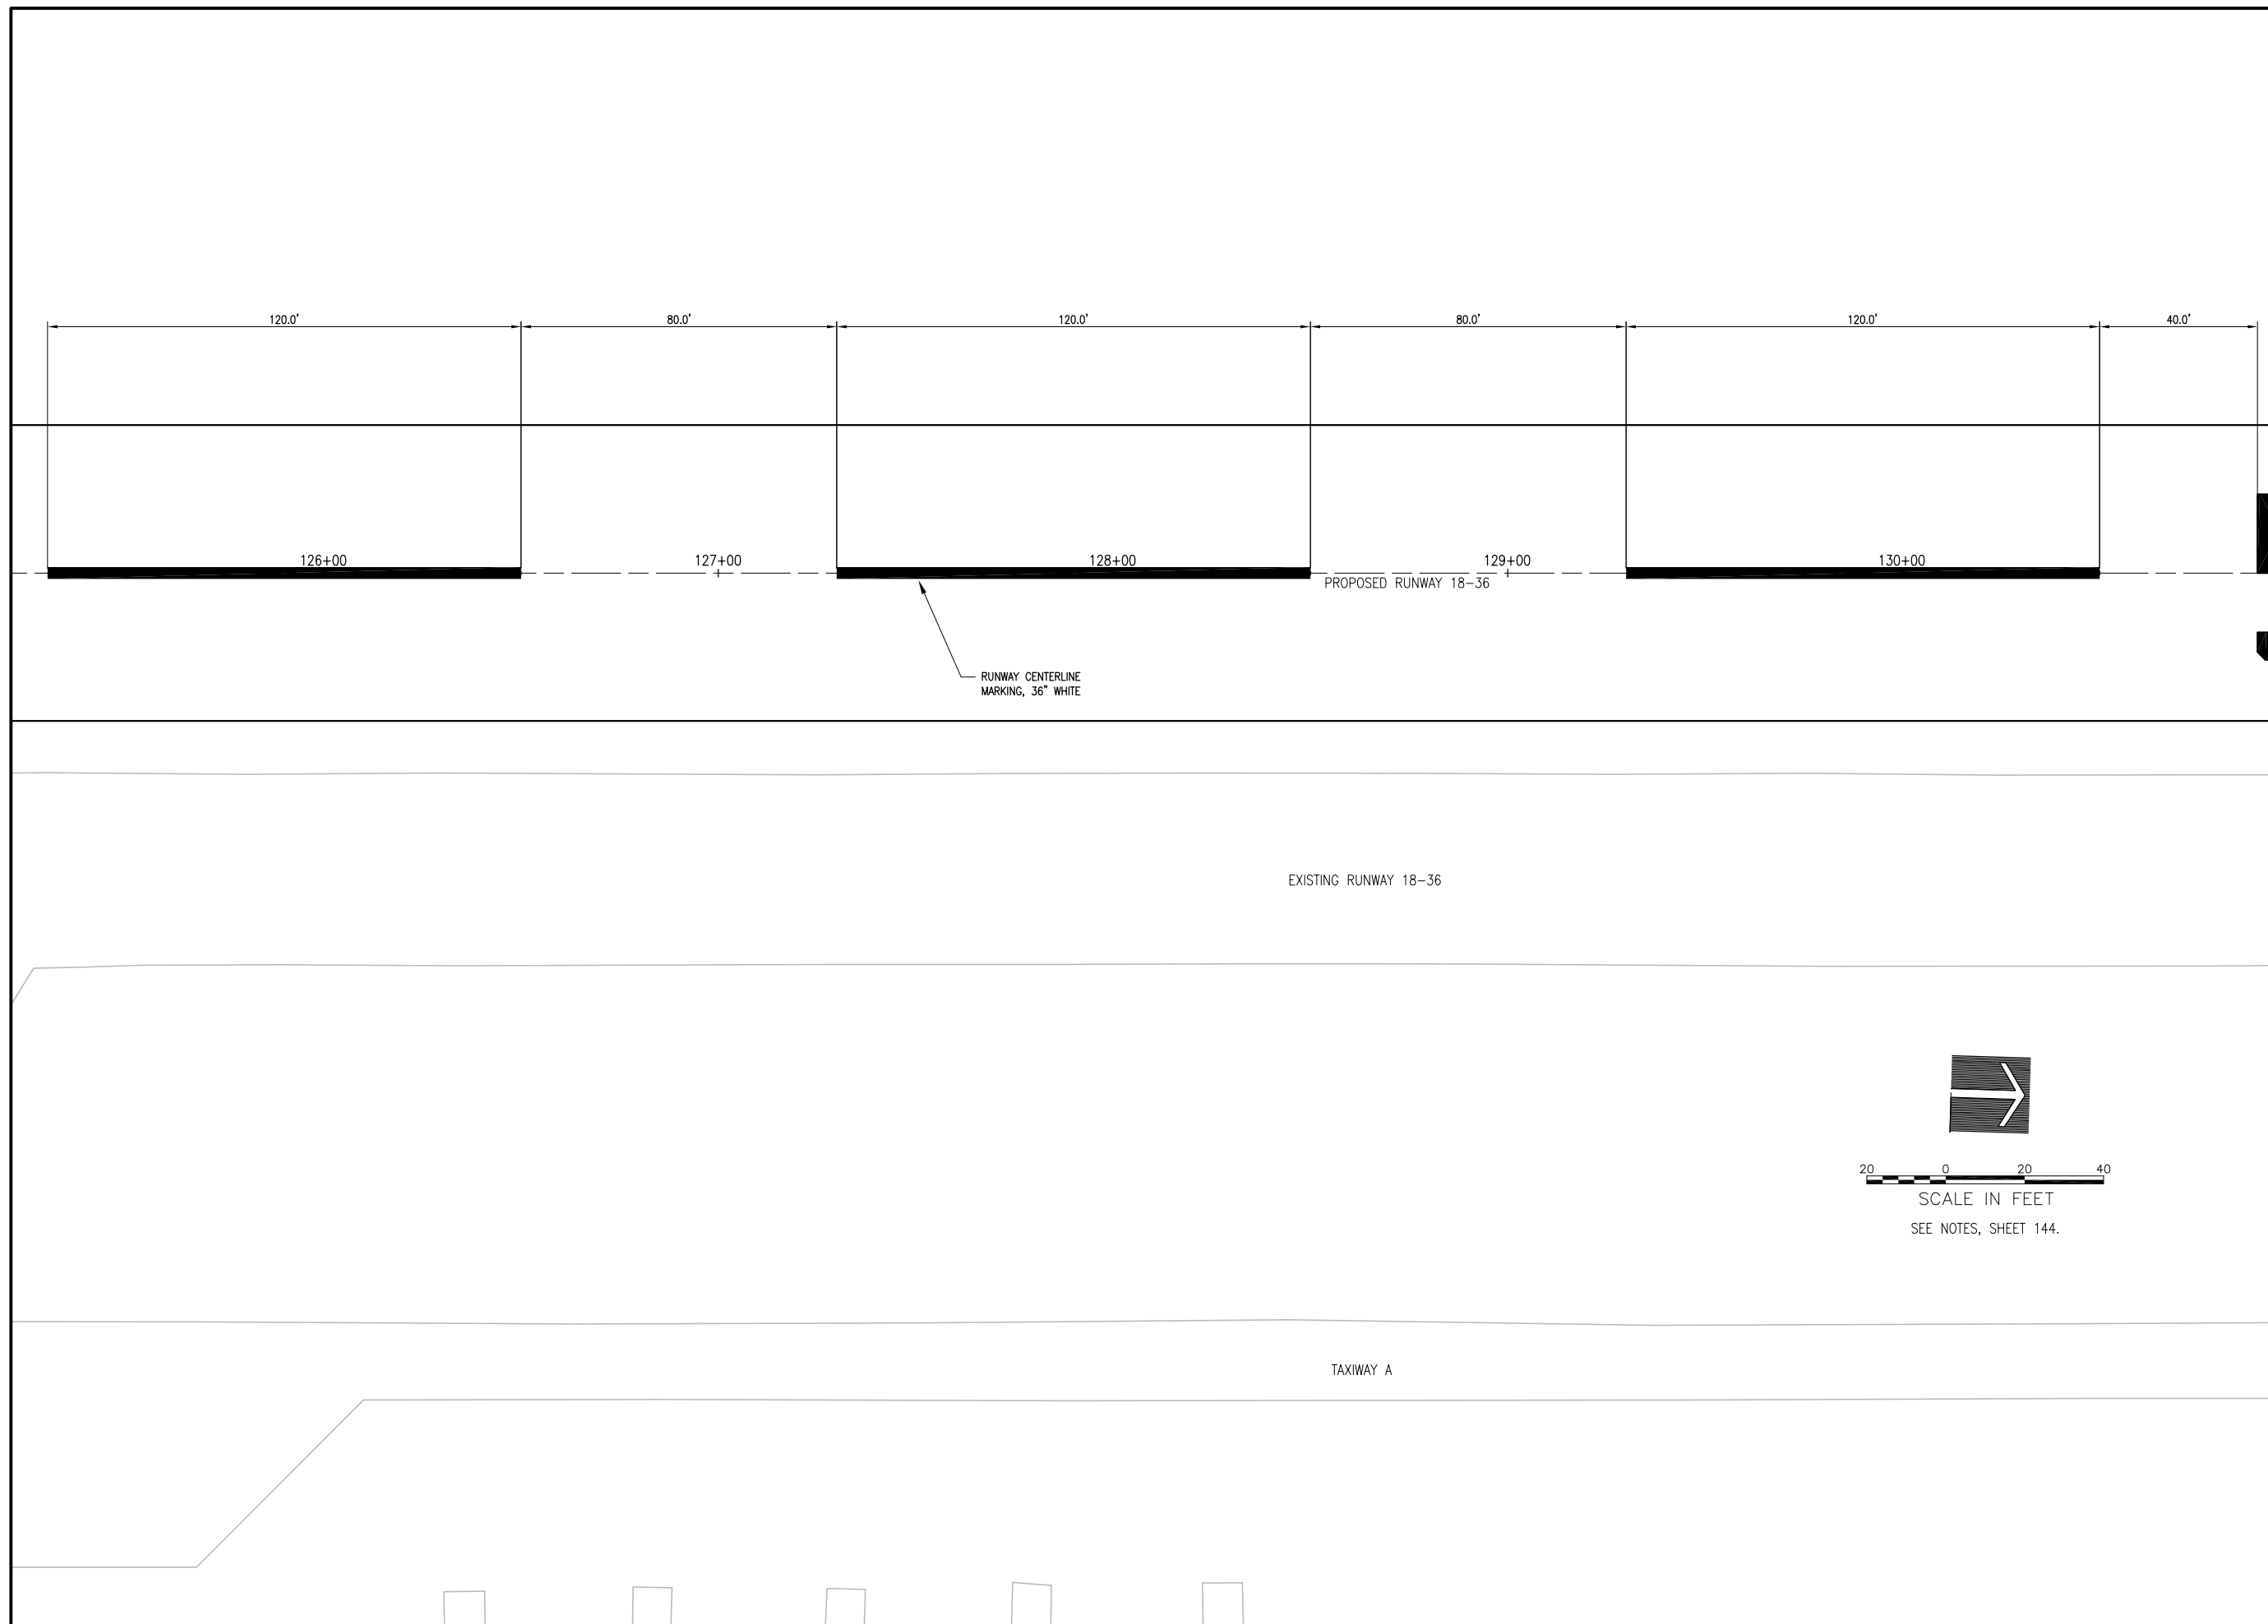 120.0' 80.0' 120.0' 80.0' 120.0' 40.0'
126+00 127+00 128+00 129+00 130+00
PROPOSED RUNWAY 18-36
RUNWAY CENTERLINE
MARKING, 36" WHITE
EXISTING RUNWAY 18-36
20 0 20 40
SCALE IN FEET
SEE NOTES, SHEET 144.
TAXIWAY A